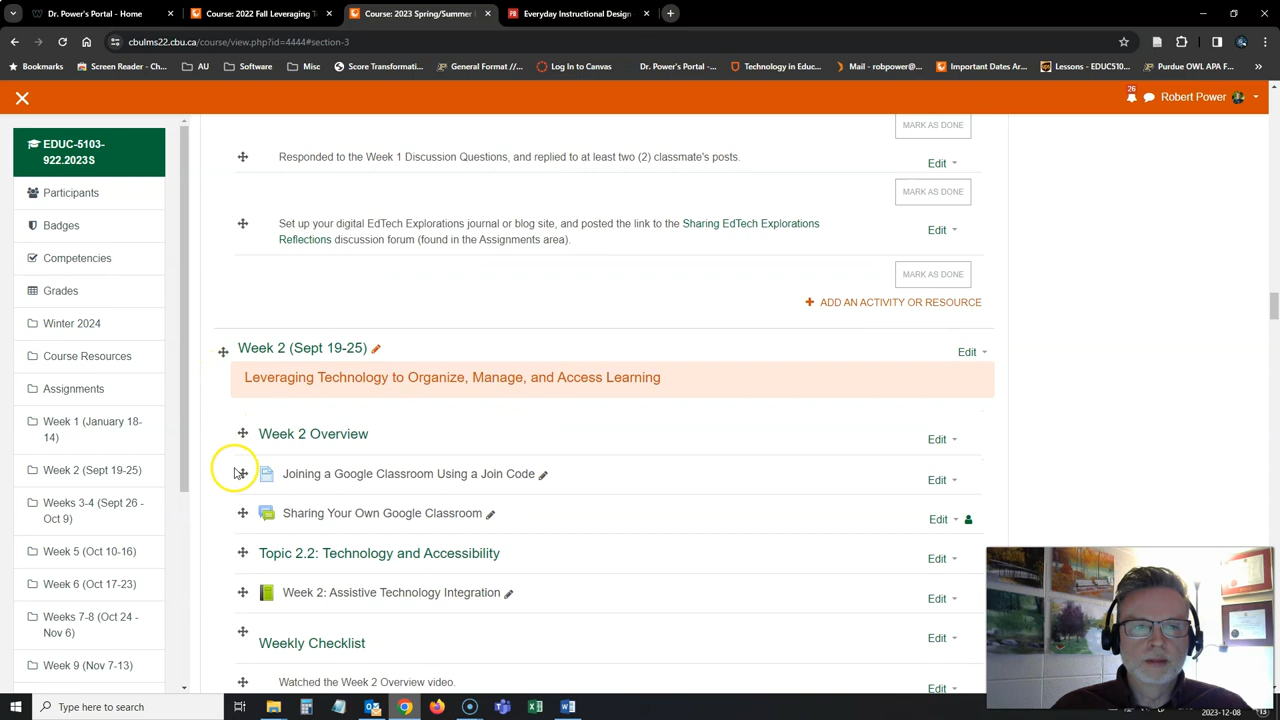 Dr. Power's Portal - Home
Course: 2022 Fall Leveraging T
Course: 2023 Spring/Summer
Everyday Instructional Design
cbulms22.cbu.ca/course/view.php?id=4444#section-3
Bookmarks
Screen Reader - Ch...
AU
Software
Misc
Score Transformati...
General Format //...
Log In to Canvas
Dr. Power's Portal -...
Technology in Educ...
Mail - robpower@...
Important Dates Ar...
Lessons - EDUC510...
Purdue OWL APA F...
26
Robert Power
EDUC-5103-
922.2023S
Participants
Badges
Competencies
Grades
Winter 2024
Course Resources
Assignments
Week 1 (January 18-
14)
Week 2 (Sept 19-25)
Weeks 3-4 (Sept 26 -
Oct 9)
Week 5 (Oct 10-16)
Week 6 (Oct 17-23)
Weeks 7-8 (Oct 24 -
Nov 6)
Week 9 (Nov 7-13)
MARK AS DONE
Responded to the Week 1 Discussion Questions, and replied to at least two (2) classmate's posts.
Edit
MARK AS DONE
Set up your digital EdTech Explorations journal or blog site, and posted the link to the Sharing EdTech Explorations
Reflections discussion forum (found in the Assignments area).
Edit
MARK AS DONE
+ ADD AN ACTIVITY OR RESOURCE
Week 2 (Sept 19-25)
Edit
Leveraging Technology to Organize, Manage, and Access Learning
Week 2 Overview
Edit
Joining a Google Classroom Using a Join Code
Edit
Sharing Your Own Google Classroom
Edit
Topic 2.2: Technology and Accessibility
Edit
Week 2: Assistive Technology Integration
Edit
Weekly Checklist
Edit
Watched the Week 2 Overview video.
Edit
Type here to search
2023-12-08